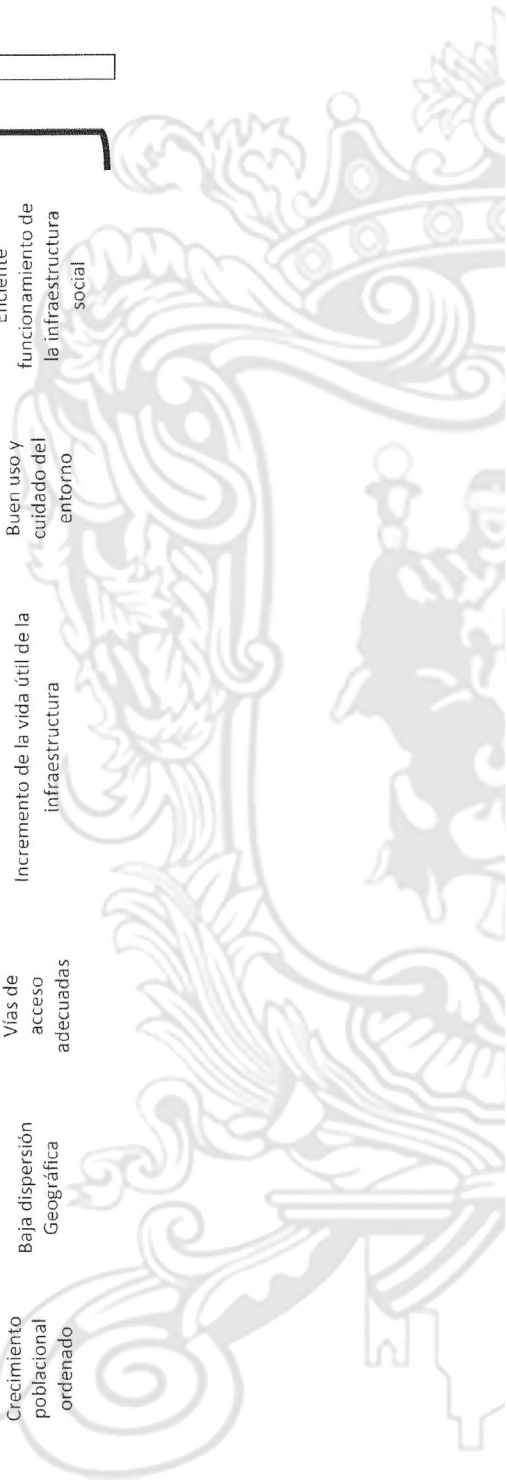 Crecimiento
poblacional
ordenado
Baja dispersión
Geográfica
Vías de
acceso
adecuadas
Incremento de la vida útil de la
infraestructura
Buen uso y
cuidado del
entorno
Eficiente
funcionamiento de
la infraestructura
social